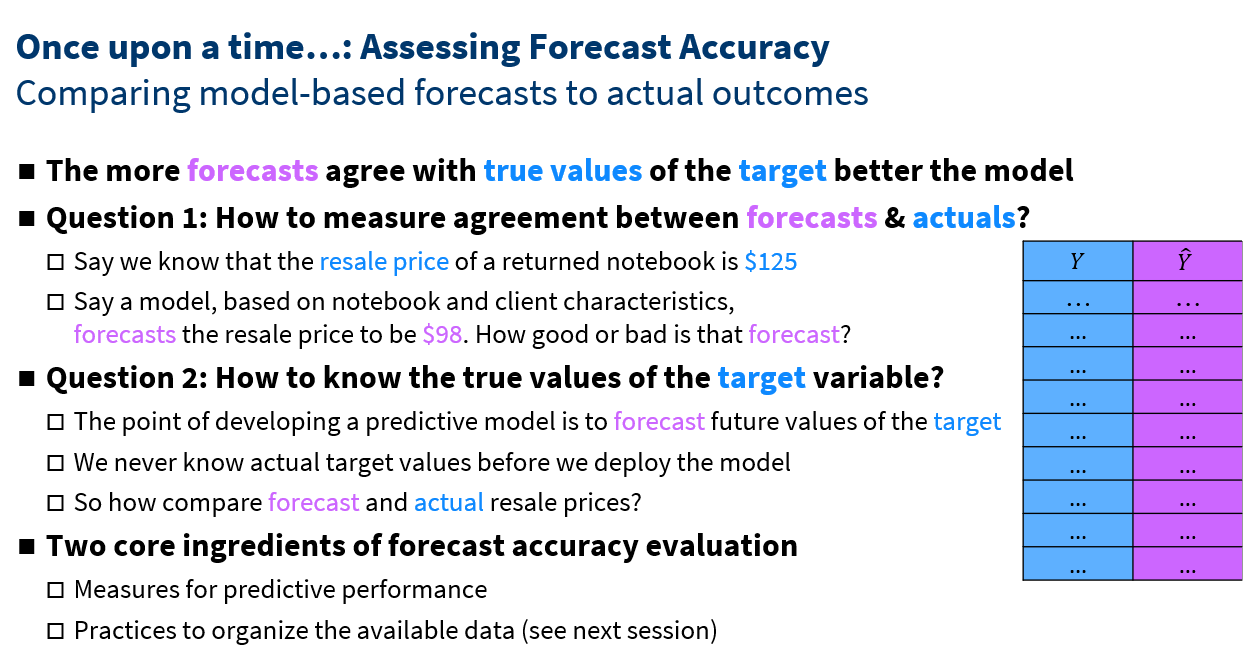 Once upon a time…: Assessing Forecast Accuracy
Comparing model-based forecasts to actual outcomes
■ The more forecasts agree with true values of the target better the model
■ Question 1: How to measure agreement between forecasts & actuals?
□ Say we know that the resale price of a returned notebook is $125
□ Say a model, based on notebook and client characteristics,
forecasts the resale price to be $98. How good or bad is that forecast?
■ Question 2: How to know the true values of the target variable?
□ The point of developing a predictive model is to forecast future values of the target
□ We never know actual target values before we deploy the model
□ So how compare forecast and actual resale prices?
■ Two core ingredients of forecast accuracy evaluation
□ Measures for predictive performance
□ Practices to organize the available data (see next session)
Y Ŷ
… …
... ...
... ...
... ...
... ...
... ...
... ...
... ...
... ...